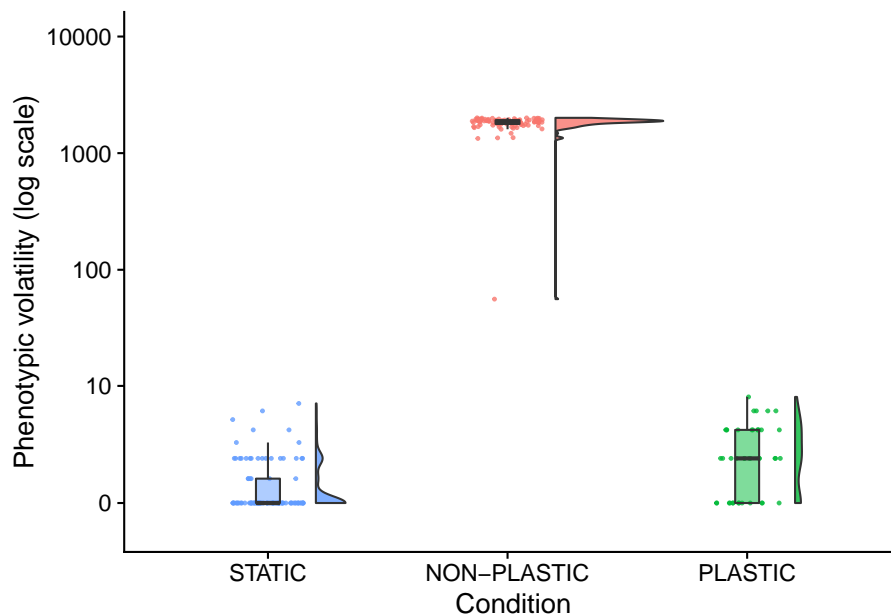 Phenotypic volatility (log scale)
10000
1000
100
10
0
STATIC
NON−PLASTIC
PLASTIC
Condition